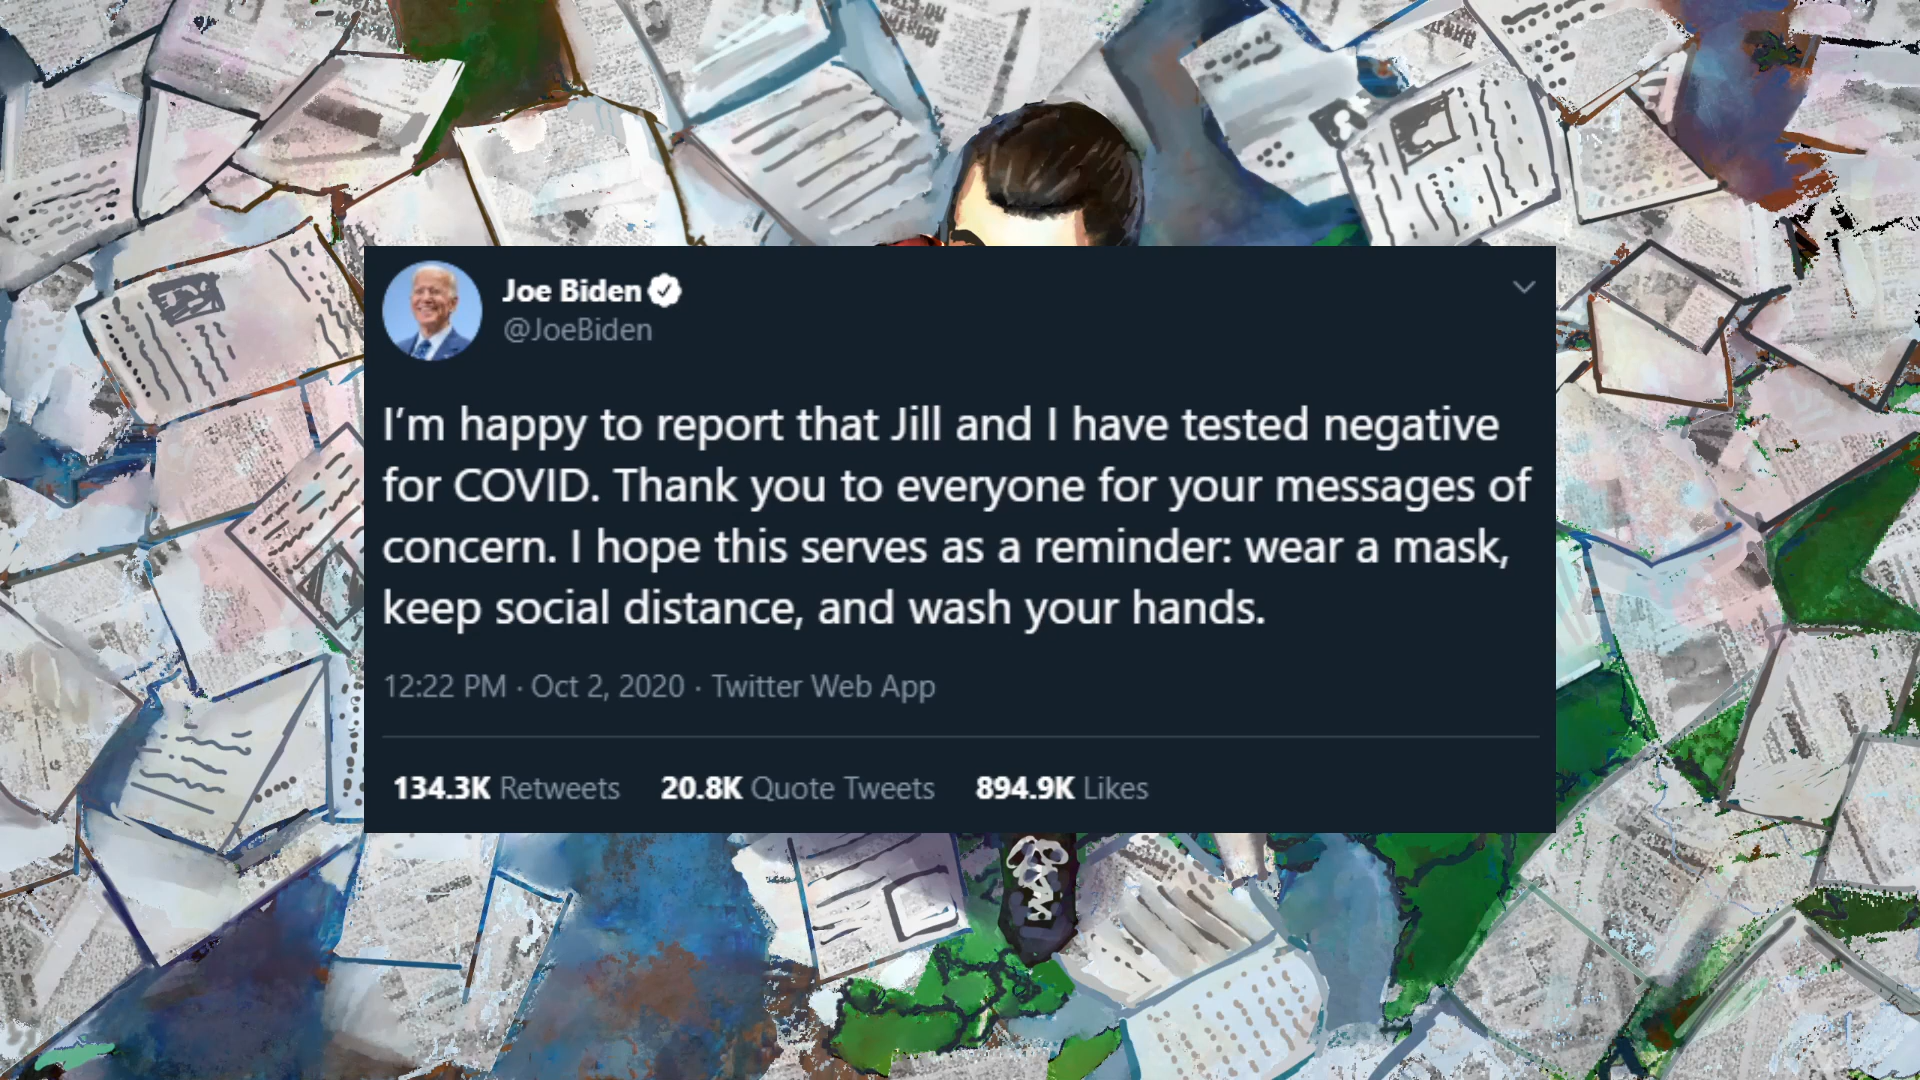 Joe Biden
@JoeBiden
I’m happy to report that Jill and I have tested negative
for COVID. Thank you to everyone for your messages of
concern. I hope this serves as a reminder: wear a mask,
keep social distance, and wash your hands.
12:22 PM · Oct 2, 2020 · Twitter Web App
134.3K Retweets 20.8K Quote Tweets 894.9K Likes